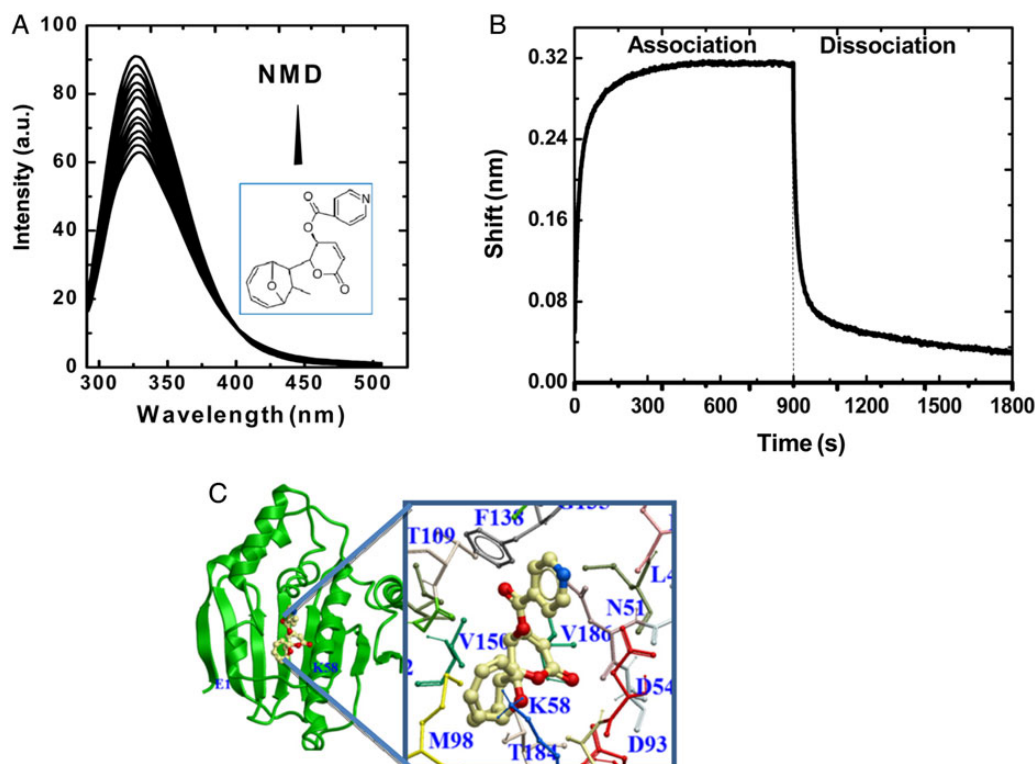 A
100
80
60
40
20
0
Intensity (a.u.)
300
350
400
450
500
Wavelength (nm)
NMD
O
O
N
O
O
O
B
Association
Dissociation
0.32
0.24
0.16
0.08
0.00
Shift (nm)
0
300
600
900
1200
1500
1800
Time (s)
C
K58
F138
T109
N51
V150
V186
D54
K58
M98
T184
D93